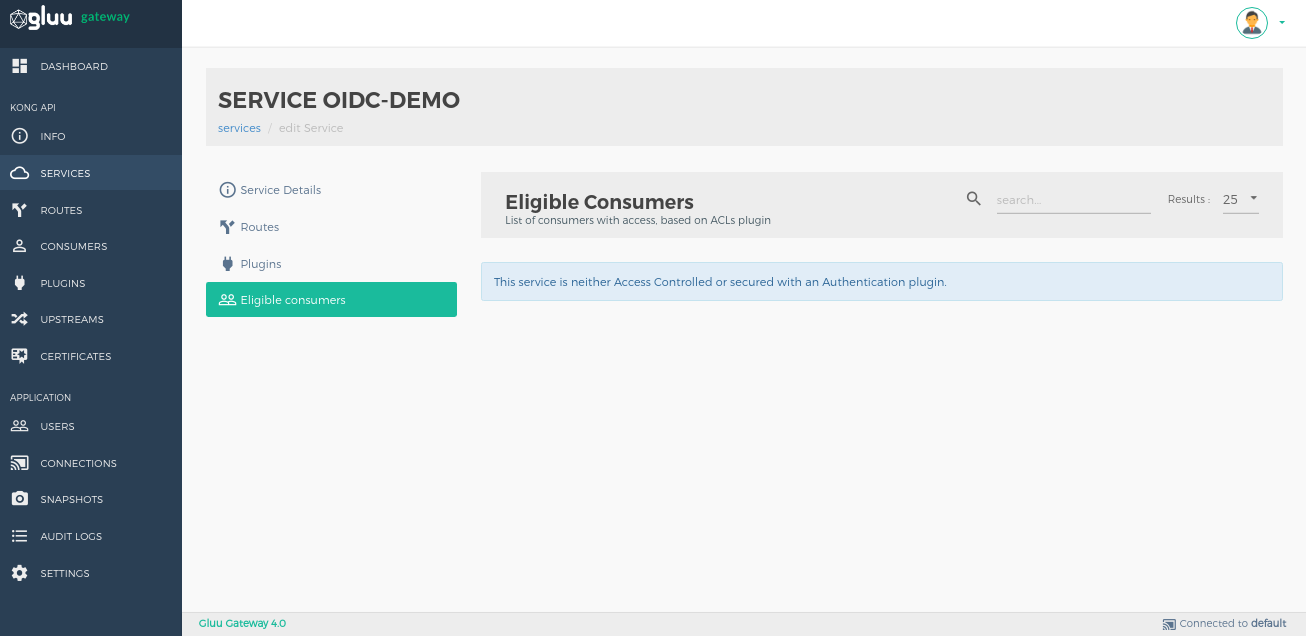 gluu gateway
DASHBOARD
KONG API
INFO
SERVICES
ROUTES
CONSUMERS
PLUGINS
UPSTREAMS
CERTIFICATES
APPLICATION
USERS
CONNECTIONS
SNAPSHOTS
AUDIT LOGS
SETTINGS
SERVICE OIDC-DEMO
services / edit Service
Service Details
Routes
Plugins
Eligible consumers
Eligible Consumers
List of consumers with access, based on ACLs plugin
search...
Results : 25
This service is neither Access Controlled or secured with an Authentication plugin.
Gluu Gateway 4.0
Connected to default